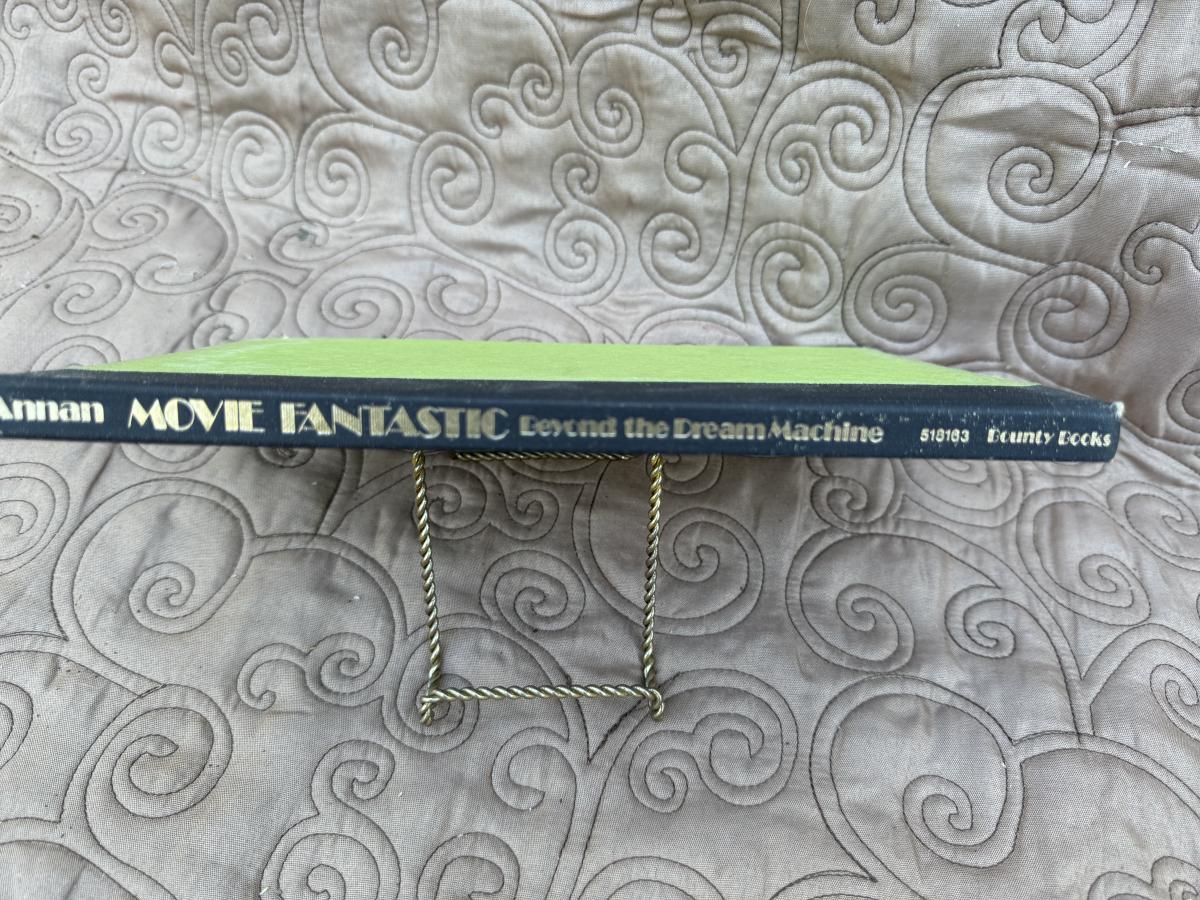 Annan MOVIE FANTASTIC Beyond the Dream Machine 518163 Bounty Books